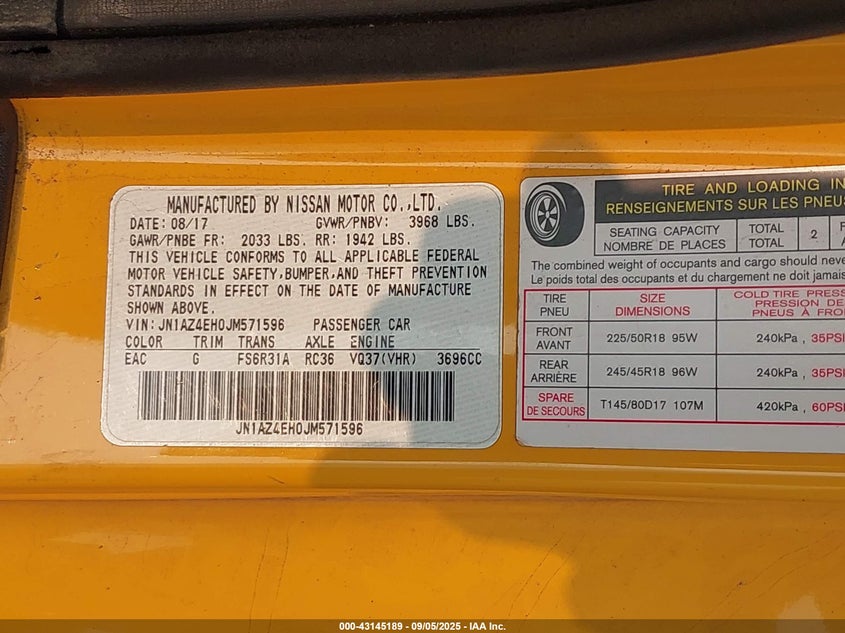 MANUFACTURED BY NISSAN MOTOR CO.,LTD.
DATE: 08/17 GVWR/PNBV: 3968 LBS.
GAWR/PNBE FR: 2033 LBS. RR: 1942 LBS.
THIS VEHICLE CONFORMS TO ALL APPLICABLE FEDERAL
MOTOR VEHICLE SAFETY,BUMPER,AND THEFT PREVENTION
STANDARDS IN EFFECT ON THE DATE OF MANUFACTURE
SHOWN ABOVE.
VIN: JN1AZ4EH0JM571596 PASSENGER CAR
COLOR TRIM TRANS AXLE ENGINE
EAC G FS6R31A RC36 VQ37(VHR) 3696CC
JN1AZ4EH0JM571596
TIRE AND LOADING
RENSEIGNEMENTS SUR LES PNEUS
SEATING CAPACITY TOTAL 2
NOMBRE DE PLACES TOTAL
The combined weight of occupants and cargo should never
Le poids total des occupants et du chargement ne doit jamais
TIRE SIZE COLD TIRE
PNEU DIMENSIONS PRESSION
PNEUS À
FRONT 225/50R18 95W 240kPa , 35PSI
AVANT
REAR 245/45R18 96W 240kPa , 35PSI
ARRIÈRE
SPARE T145/80D17 107M 420kPa , 60PSI
DE SECOURS
000-43145189 - 09/05/2025 - IAA Inc.